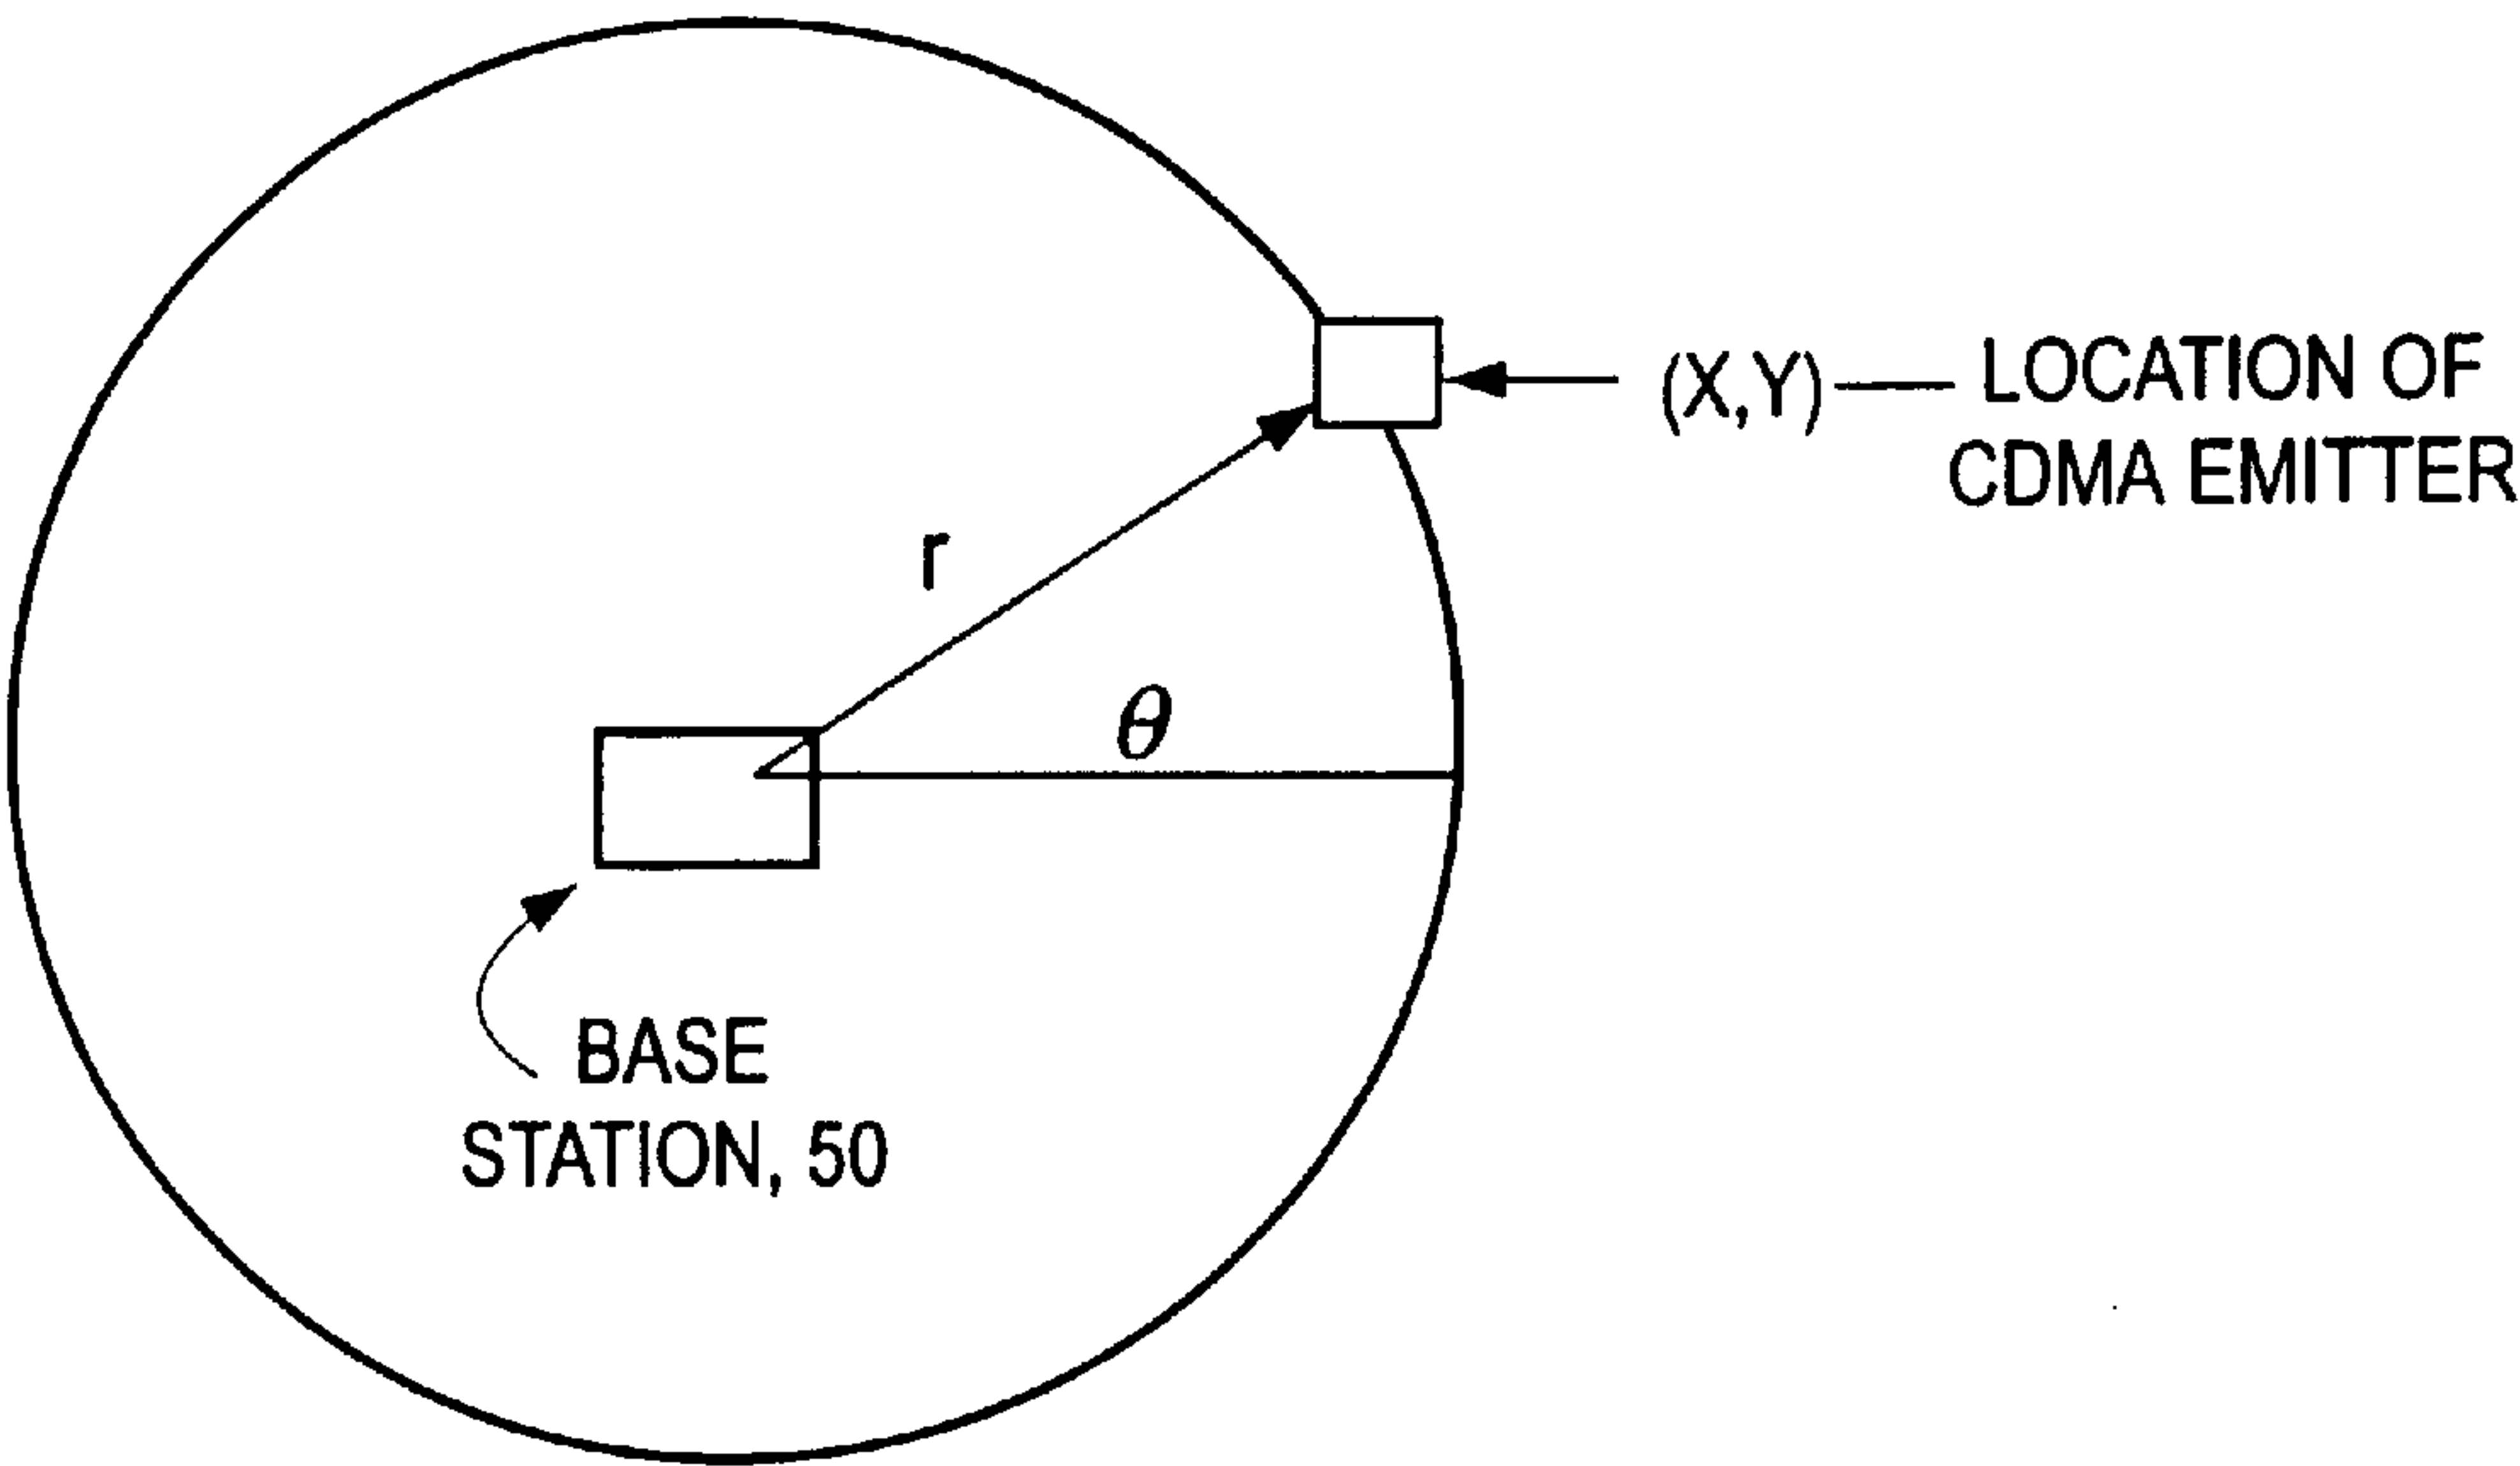 (X,Y) — LOCATION OF
CDMA EMITTER
r
θ
BASE
STATION, 50